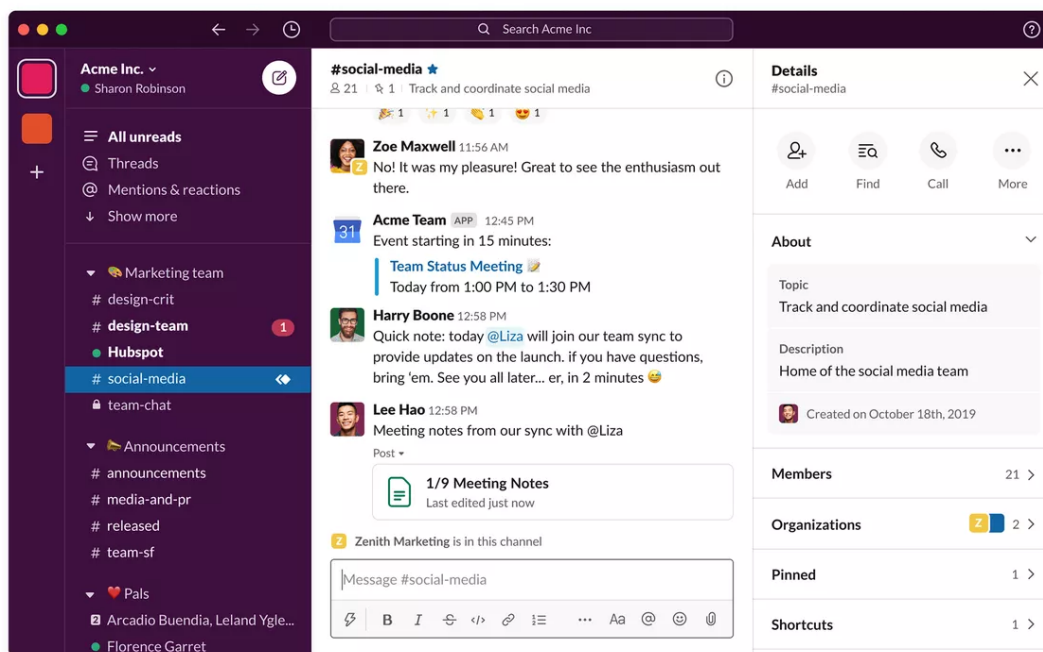 Search Acme Inc
Acme Inc.
Sharon Robinson
All unreads
Threads
Mentions & reactions
Show more
Marketing team
# design-crit
# design-team 1
Hubspot
# social-media
team-chat
Announcements
# announcements
# media-and-pr
# released
# team-sf
Pals
2 Arcadio Buendia, Leland Ygle...
Florence Garret
#social-media
21 1 Track and coordinate social media
1 1 1 1
Zoe Maxwell 11:56 AM
Z
No! It was my pleasure! Great to see the enthusiasm out
there.
31
Acme Team APP 12:45 PM
Event starting in 15 minutes:
Team Status Meeting
Today from 1:00 PM to 1:30 PM
Harry Boone 12:58 PM
Quick note: today @Liza will join our team sync to
provide updates on the launch. if you have questions,
bring ‘em. See you all later... er, in 2 minutes
Lee Hao 12:58 PM
Meeting notes from our sync with @Liza
Post
1/9 Meeting Notes
Last edited just now
Z Zenith Marketing is in this channel
Message #social-media
B I S </> ... Aa @
Details
#social-media
Add Find Call More
About
Topic
Track and coordinate social media
Description
Home of the social media team
Created on October 18th, 2019
Members 21
Organizations Z 2
Pinned 1
Shortcuts 1